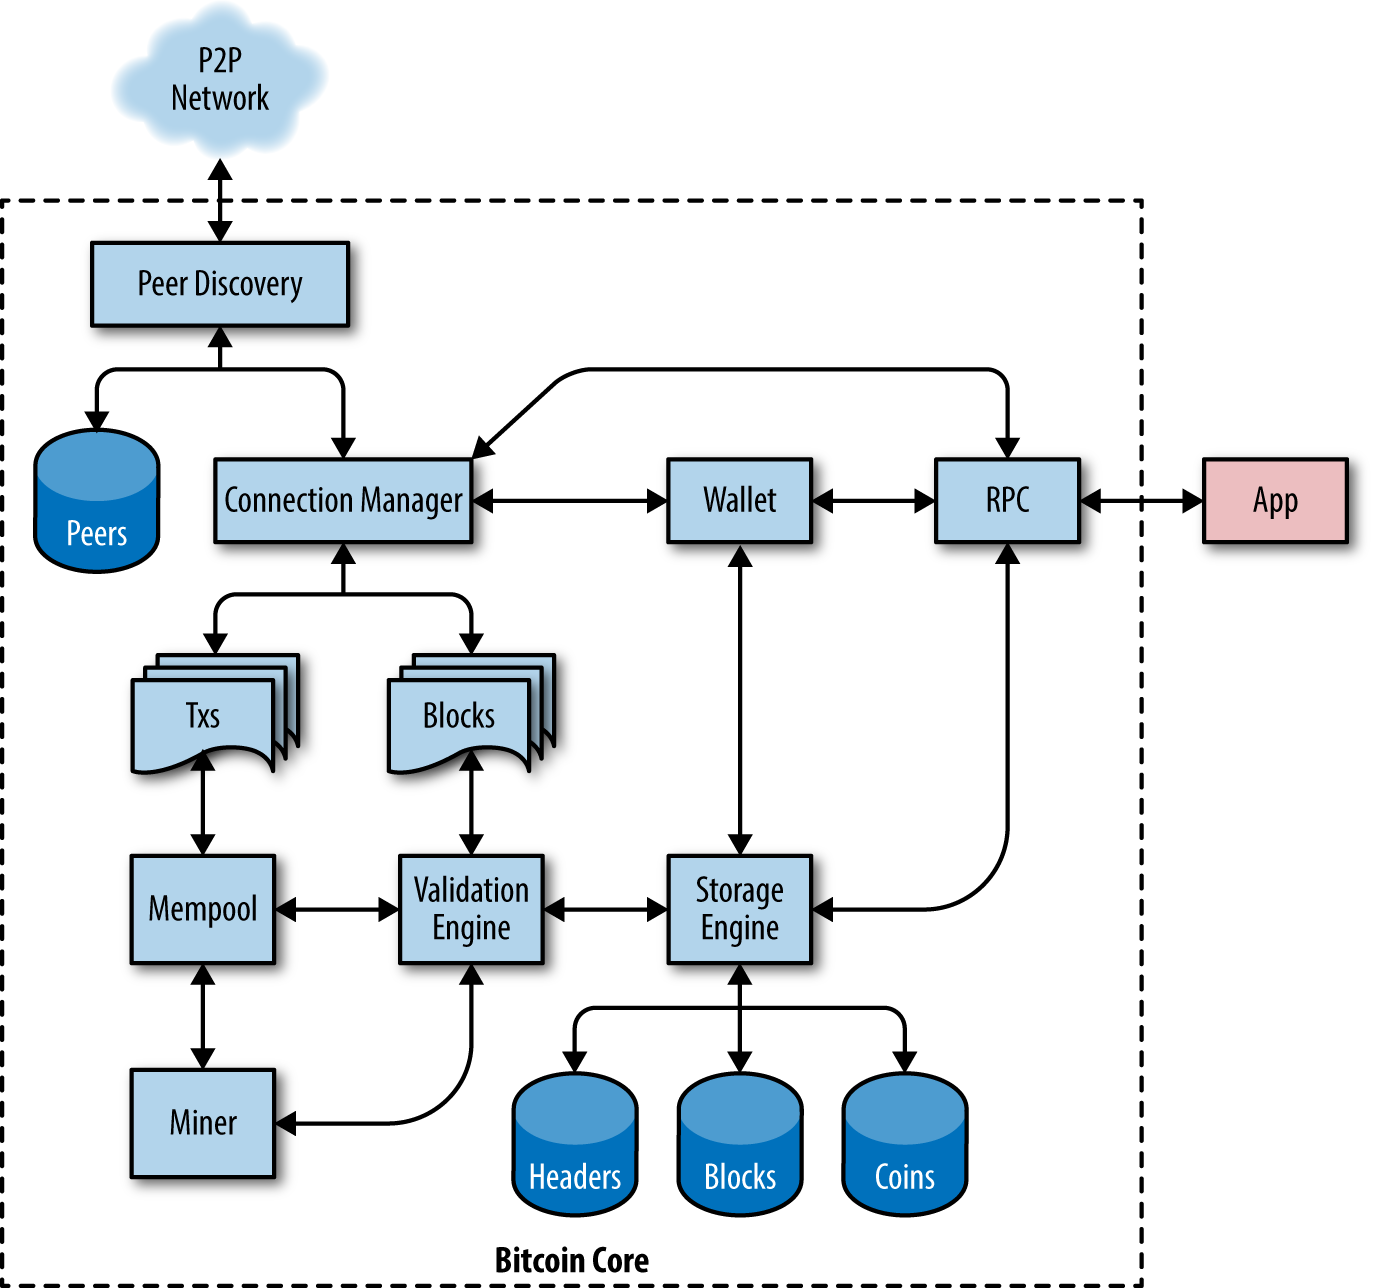 P2P
Network
Peer Discovery
Peers
Connection Manager
Wallet
RPC
App
Txs
Blocks
Mempool
Validation
Engine
Storage
Engine
Miner
Headers
Blocks
Coins
Bitcoin Core